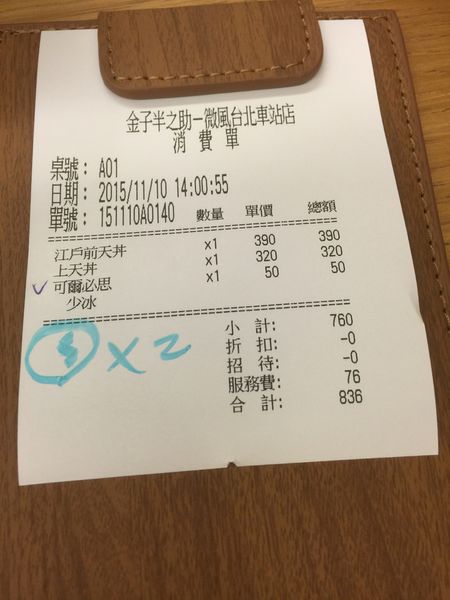 金子半之助-微風台北車站店
消費單
桌號: A01
日期: 2015/11/10 14:00:55
單號: 151110A0140 數量 單價 總額
江戶前天丼 x1 390 390
上天丼 x1 320 320
可爾必思 x1 50 50
少冰
小 計: 760
折 扣: -0
招 待: -0
服務費: 76
合 計: 836
X2